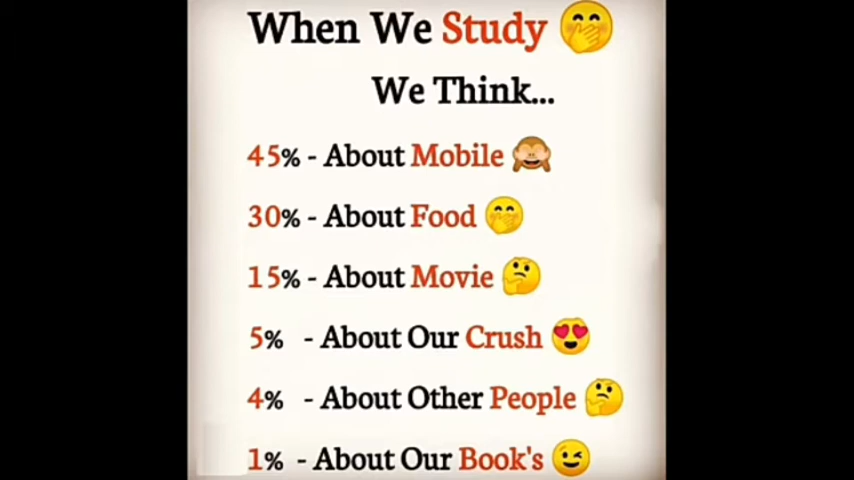 When We Study 🤭
We Think...
45% - About Mobile 🙈
30% - About Food 🤭
15% - About Movie 🤔
5% - About Our Crush 😍
4% - About Other People 🤔
1% - About Our Book's 😉